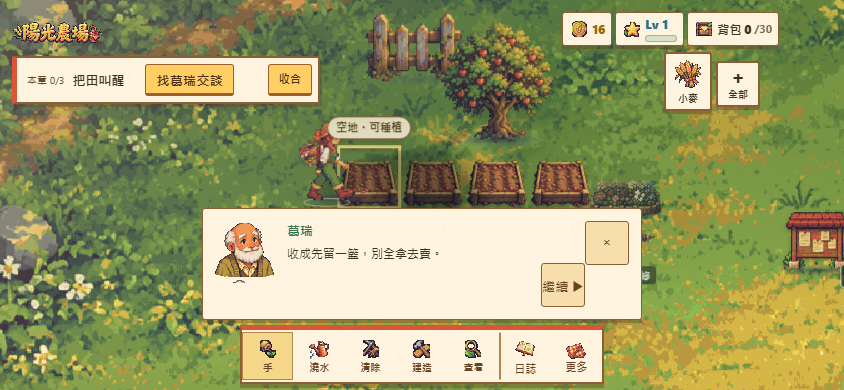 陽光農場
16
Lv 1
背包 0 /30
本章 0/3 把田叫醒 找葛瑞交談 收合
小麥
+
全部
空地・可種植
葛瑞
收成先留一籃，別全拿去賣。
×
繼續 ▶
手 澆水 清除 建造 查看 日誌 更多